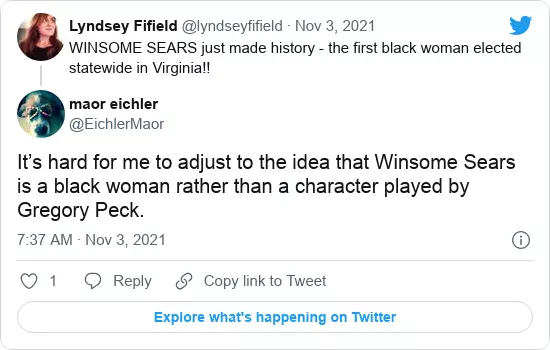 Lyndsey Fifield @lyndseyfifield · Nov 3, 2021
WINSOME SEARS just made history - the first black woman elected
statewide in Virginia!!
maor eichler
@EichlerMaor
It’s hard for me to adjust to the idea that Winsome Sears
is a black woman rather than a character played by
Gregory Peck.
7:37 AM · Nov 3, 2021
1 Reply Copy link to Tweet
Explore what's happening on Twitter